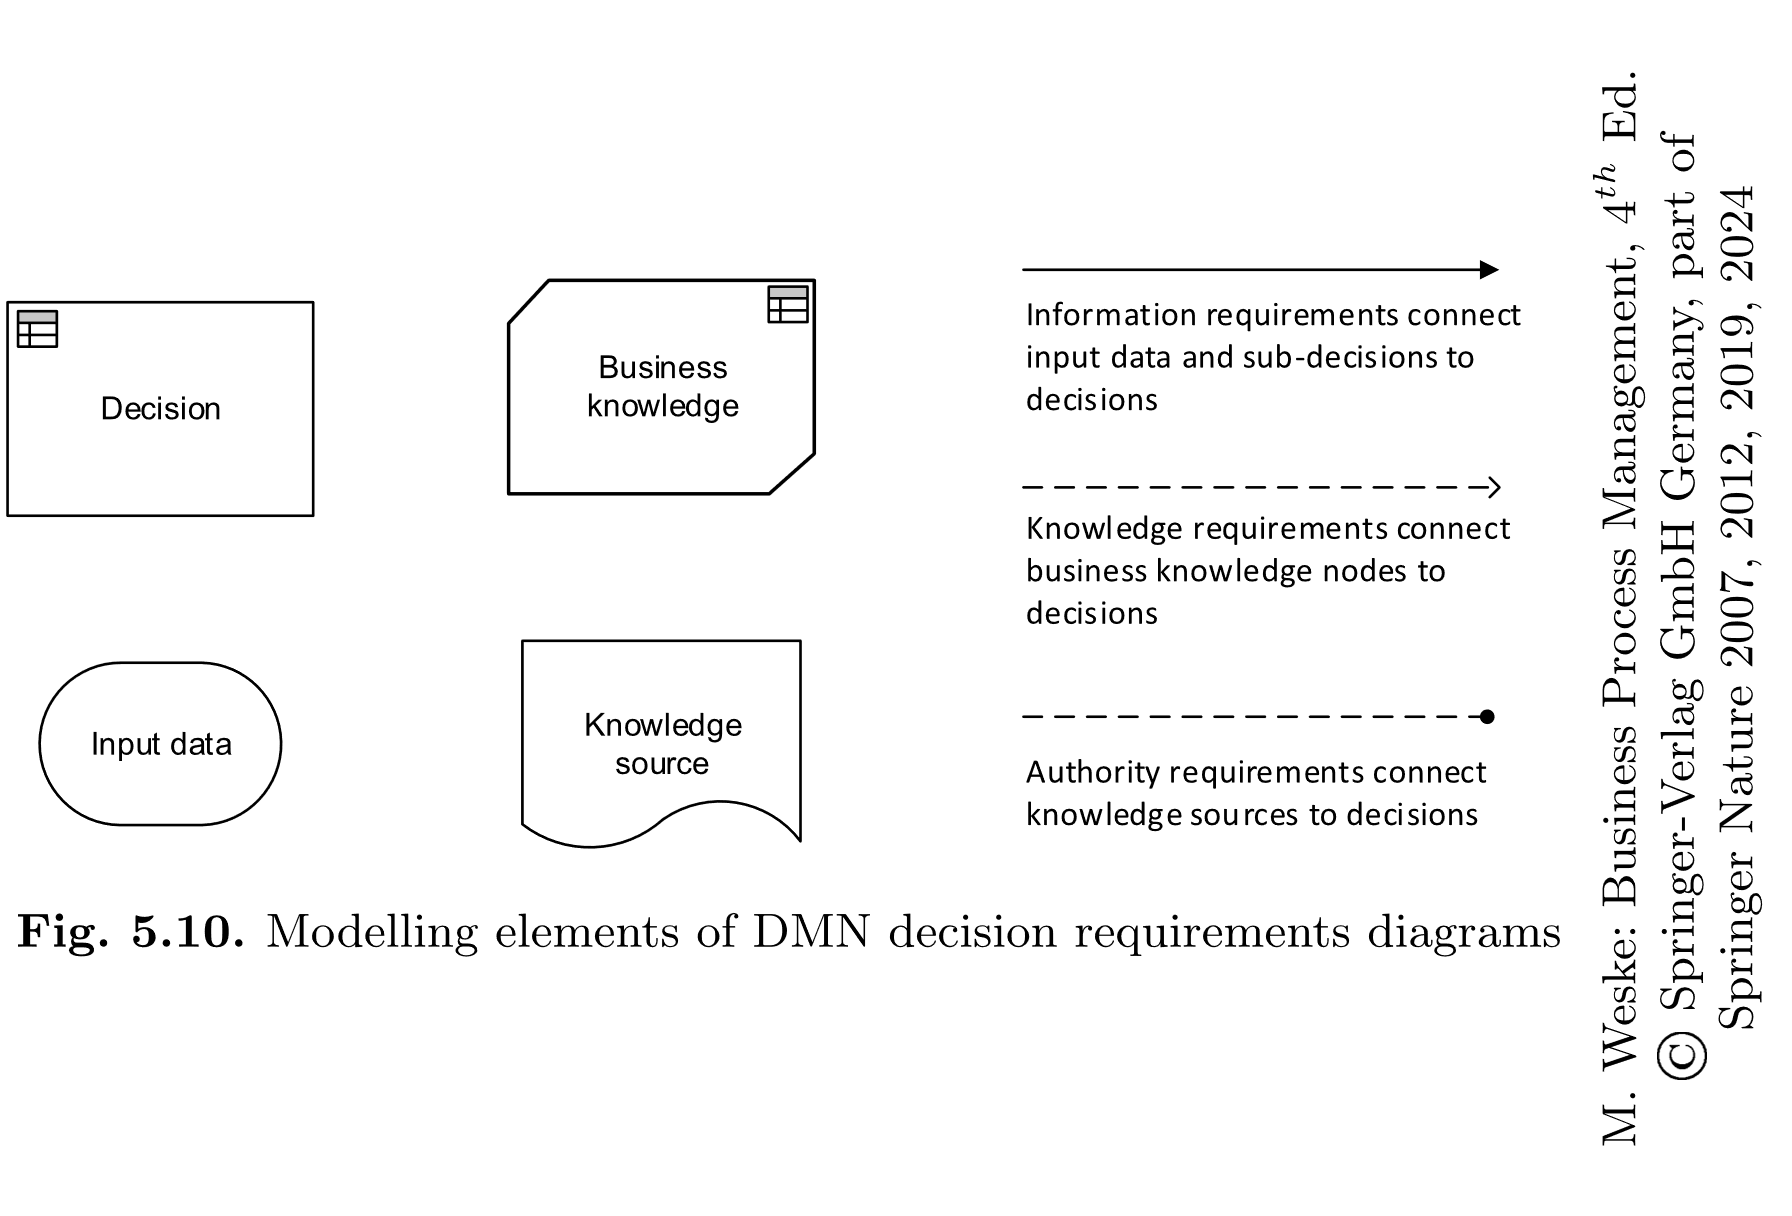 Decision
Business
knowledge
Input data
Knowledge
source
Information requirements connect
input data and sub-decisions to
decisions
Knowledge requirements connect
business knowledge nodes to
decisions
Authority requirements connect
knowledge sources to decisions
Fig. 5.10. Modelling elements of DMN decision requirements diagrams
M. Weske: Business Process Management, 4th Ed.
© Springer-Verlag GmbH Germany, part of
Springer Nature 2007, 2012, 2019, 2024